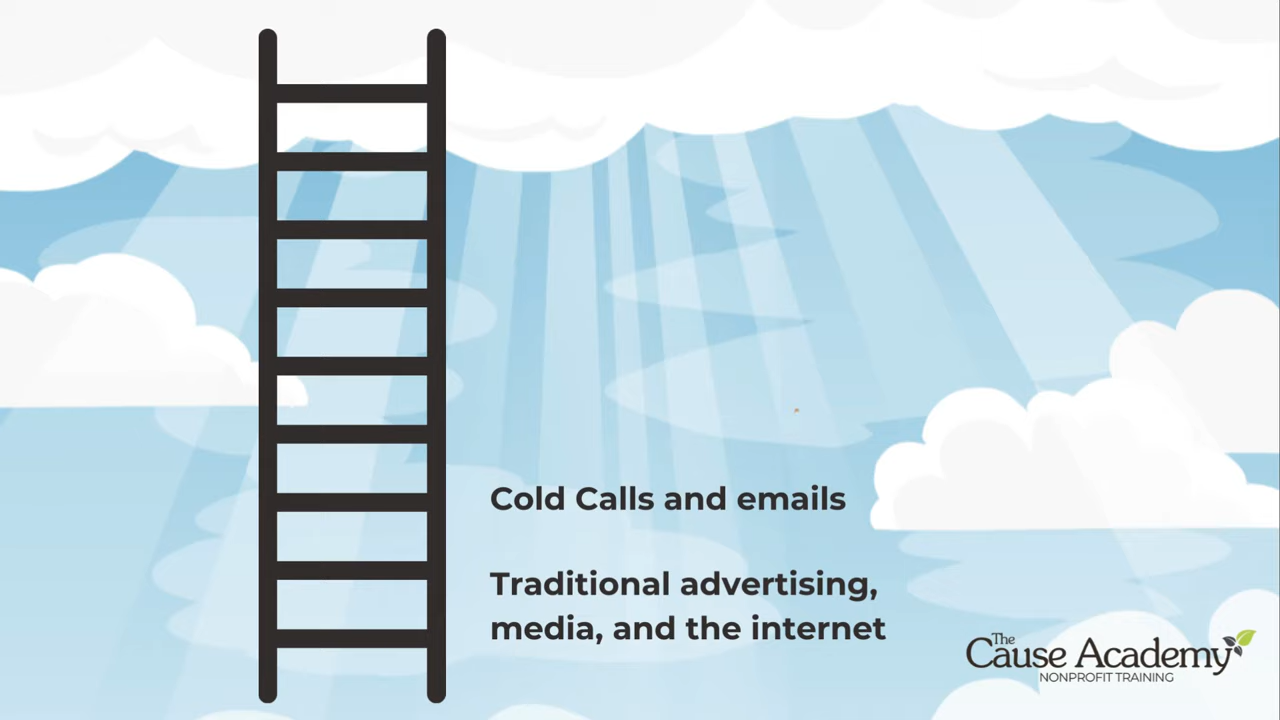 Cold Calls and emails
Traditional advertising,
media, and the internet
The
Cause Academy
NONPROFIT TRAINING